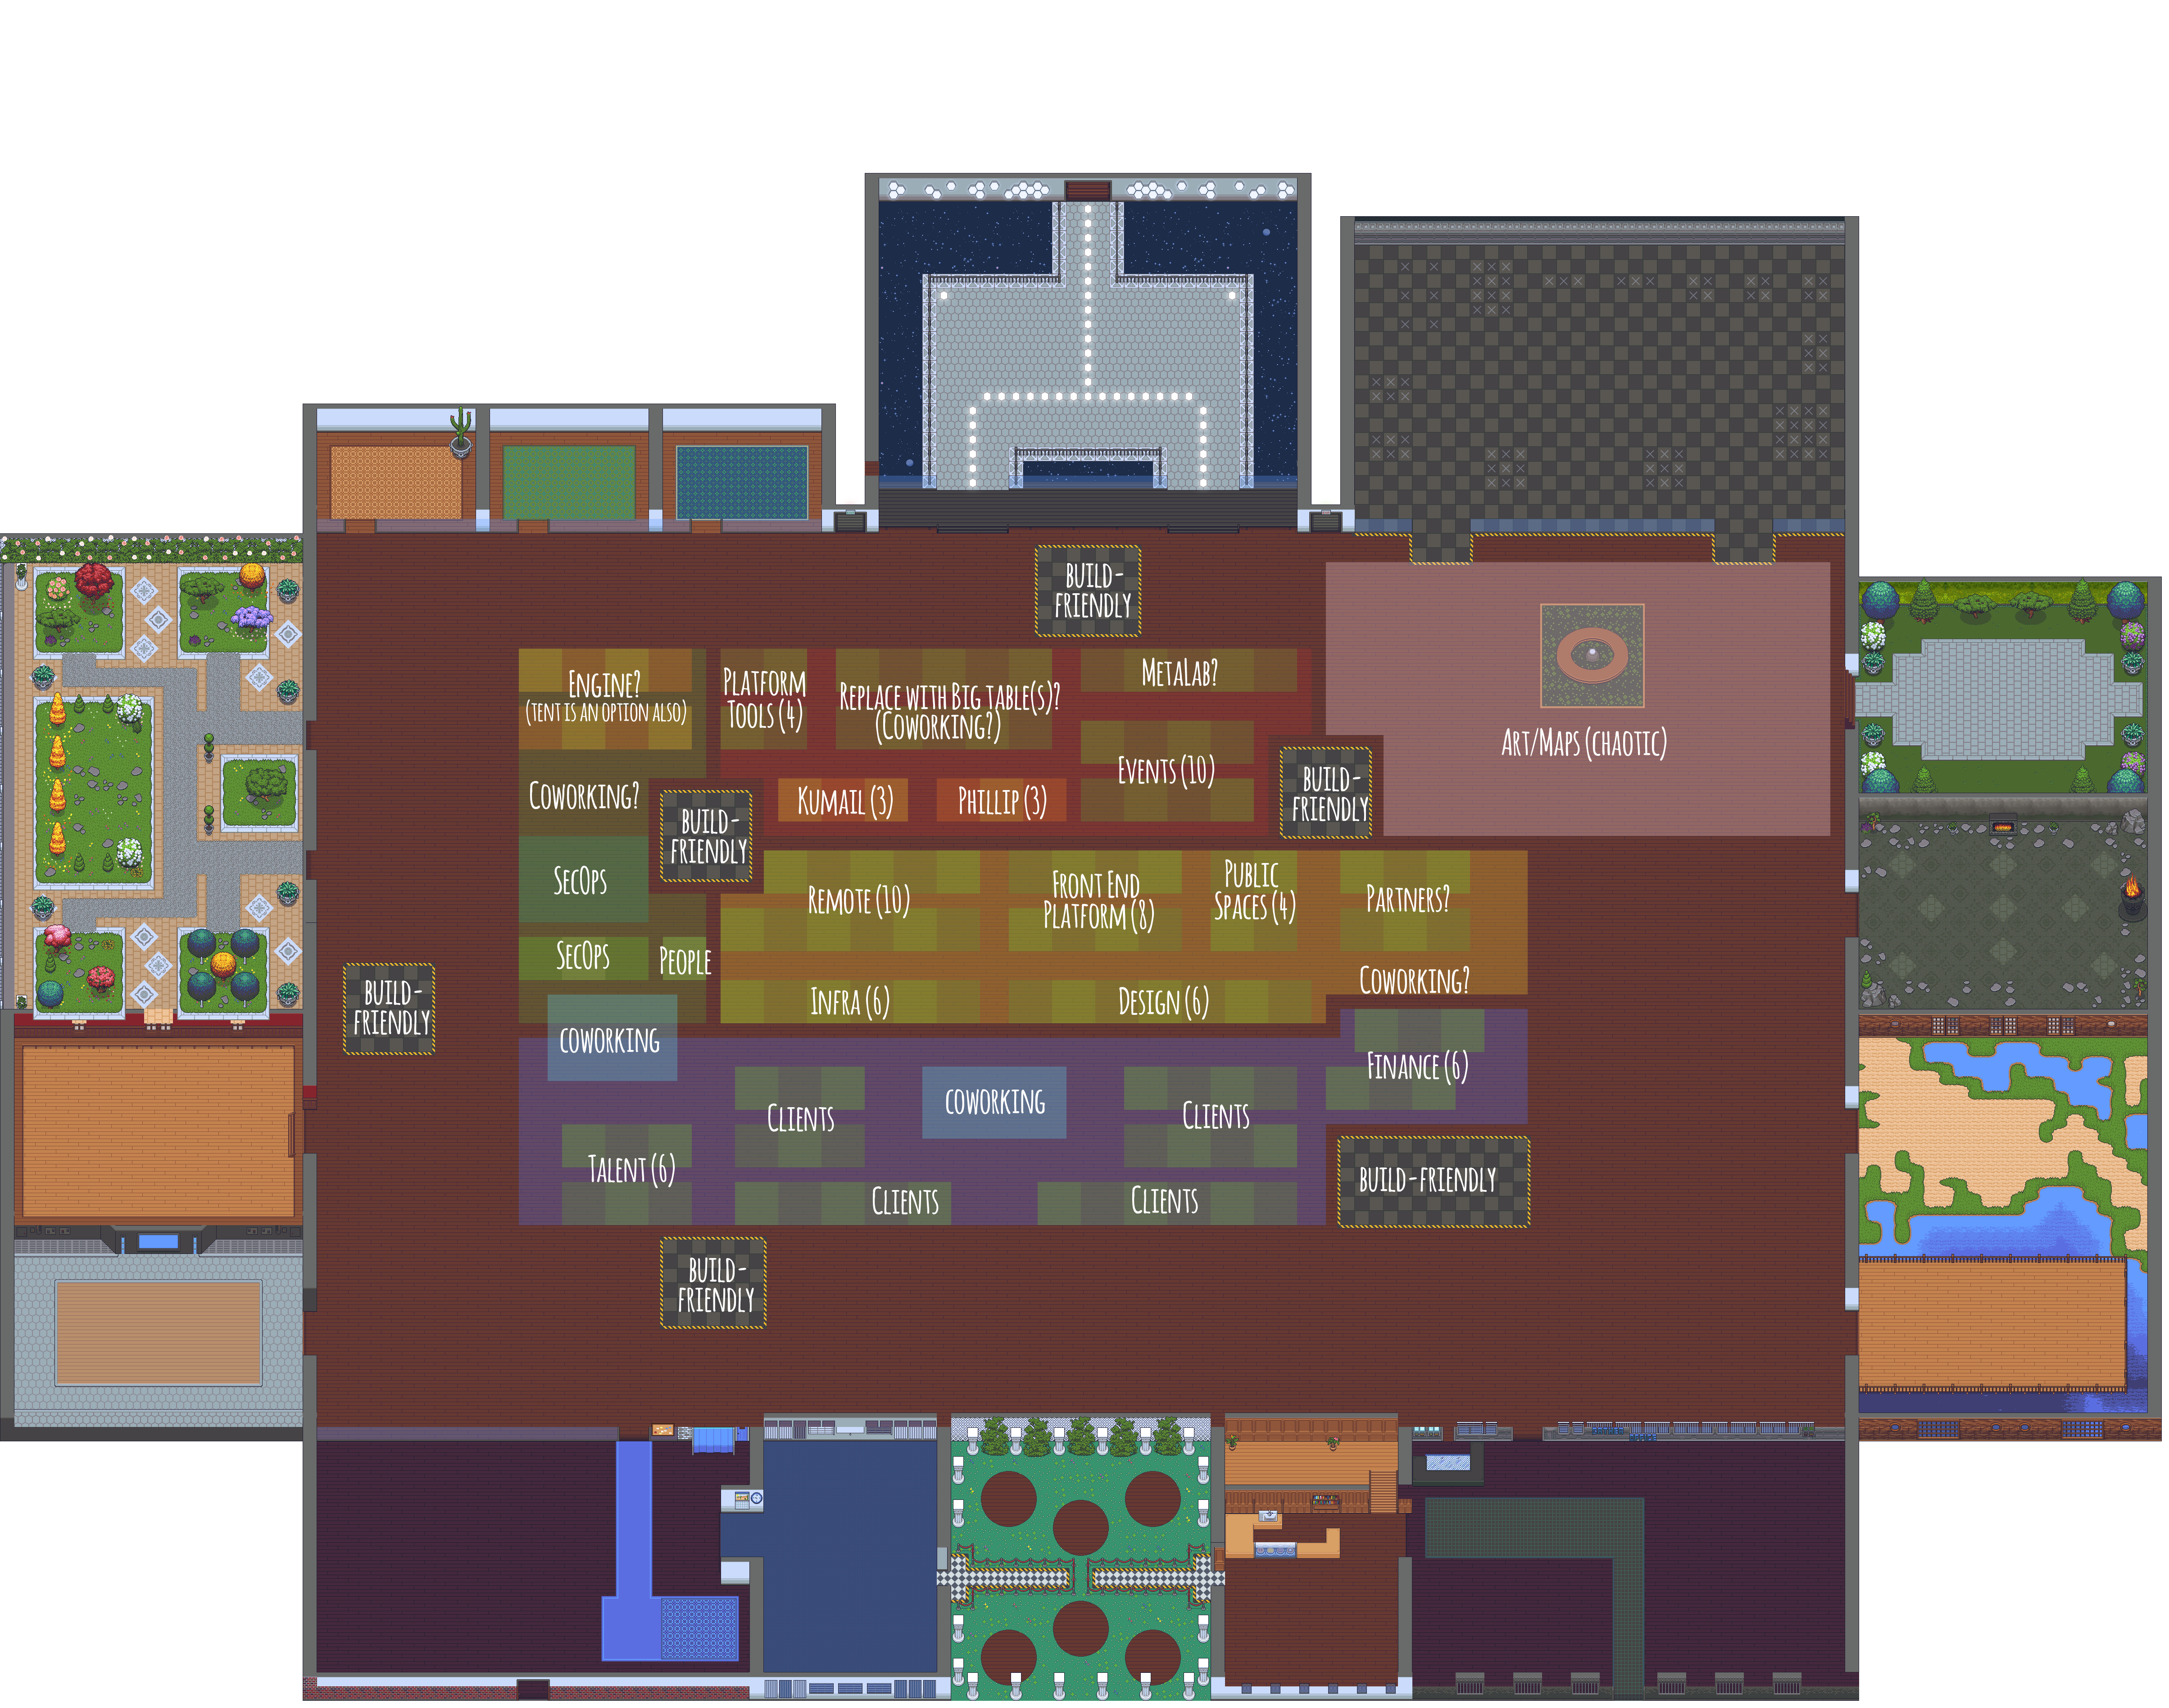 Build-
Friendly
Engine?
(tent is an option also)
Platform
Tools (4)
Replace with Big table(s)?
(Coworking?)
MetaLab?
Art/Maps (chaotic)
Events (10)
Coworking?
Kumail (3)
Phillip (3)
Build-
Friendly
Build-
Friendly
SecOps
Remote (10)
Front End
Platform (8)
Public
Spaces (4)
Partners?
SecOps
People
Build-
Friendly
Infra (6)
Design (6)
Coworking?
coworking
Finance (6)
Clients
coworking
Clients
Talent (6)
Build-Friendly
Clients
Clients
Build-
Friendly